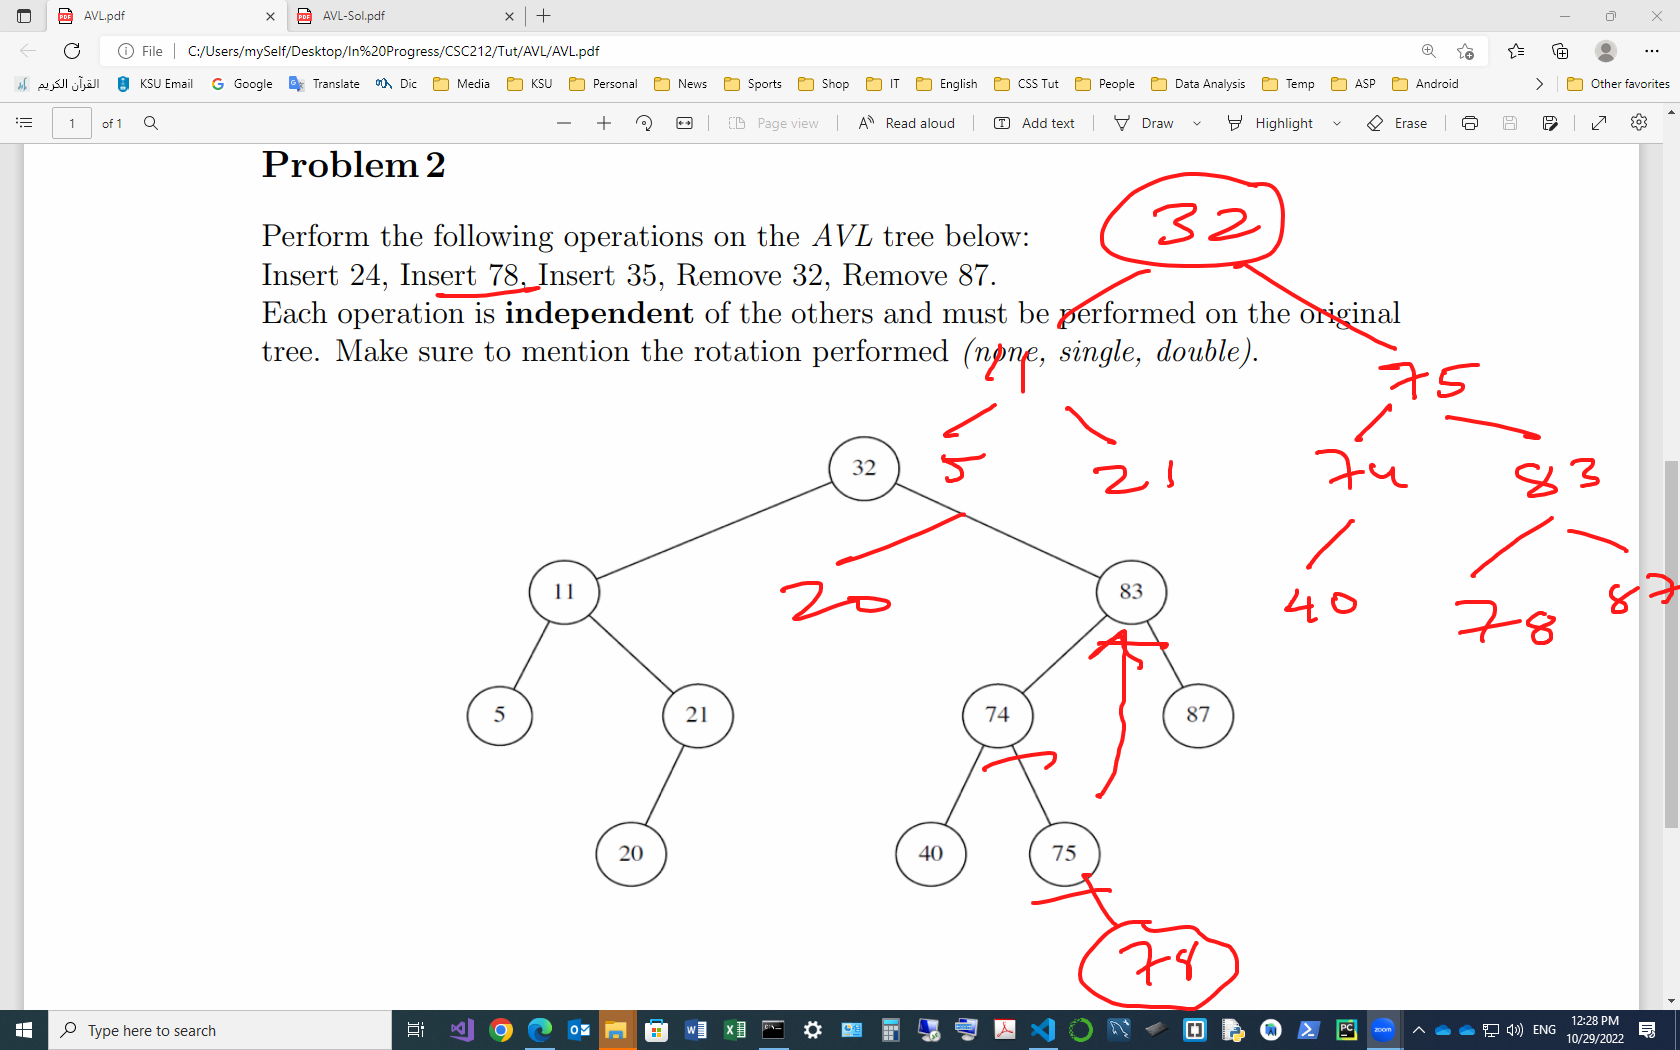 AVL.pdf
AVL-Sol.pdf
File
C:/Users/mySelf/Desktop/In%20Progress/CSC212/Tut/AVL/AVL.pdf
القرآن الكريم KSU Email Google Translate Dic Media KSU Personal News Sports Shop IT English CSS Tut People Data Analysis Temp ASP Android Other favorites
1 of 1 Page view Read aloud Add text Draw Highlight Erase
Problem 2
32
Perform the following operations on the AVL tree below:
Insert 24, Insert 78, Insert 35, Remove 32, Remove 87.
Each operation is independent of the others and must be performed on the original
tree. Make sure to mention the rotation performed (none, single, double).
11 75
5 21 74 83
32
20 40 78 87
11 83
5 21 74 87
20 40 75
78
Type here to search
ENG
12:28 PM
10/29/2022